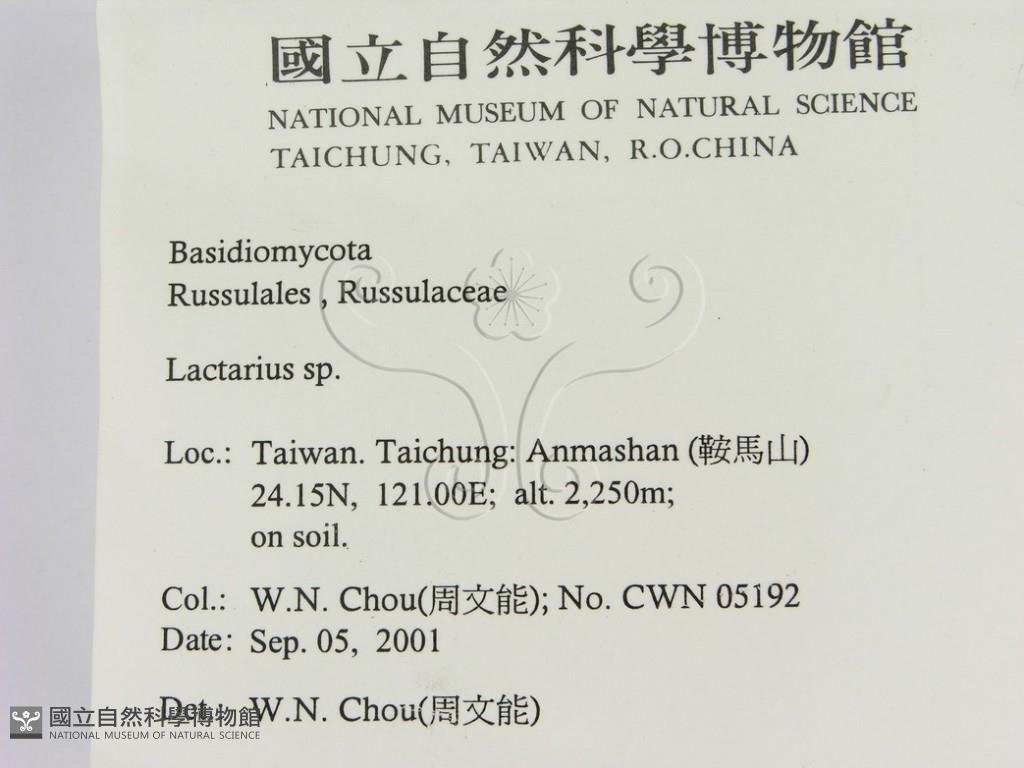 國立自然科學博物館
NATIONAL MUSEUM OF NATURAL SCIENCE
TAICHUNG, TAIWAN, R.O.CHINA
Basidiomycota
Russulales , Russulaceae
Lactarius sp.
Loc.: Taiwan. Taichung: Anmashan (鞍馬山)
24.15N, 121.00E; alt. 2,250m;
on soil.
Col.: W.N. Chou(周文能); No. CWN 05192
Date: Sep. 05, 2001
Det.: W.N. Chou(周文能)
國立自然科學博物館
NATIONAL MUSEUM OF NATURAL SCIENCE